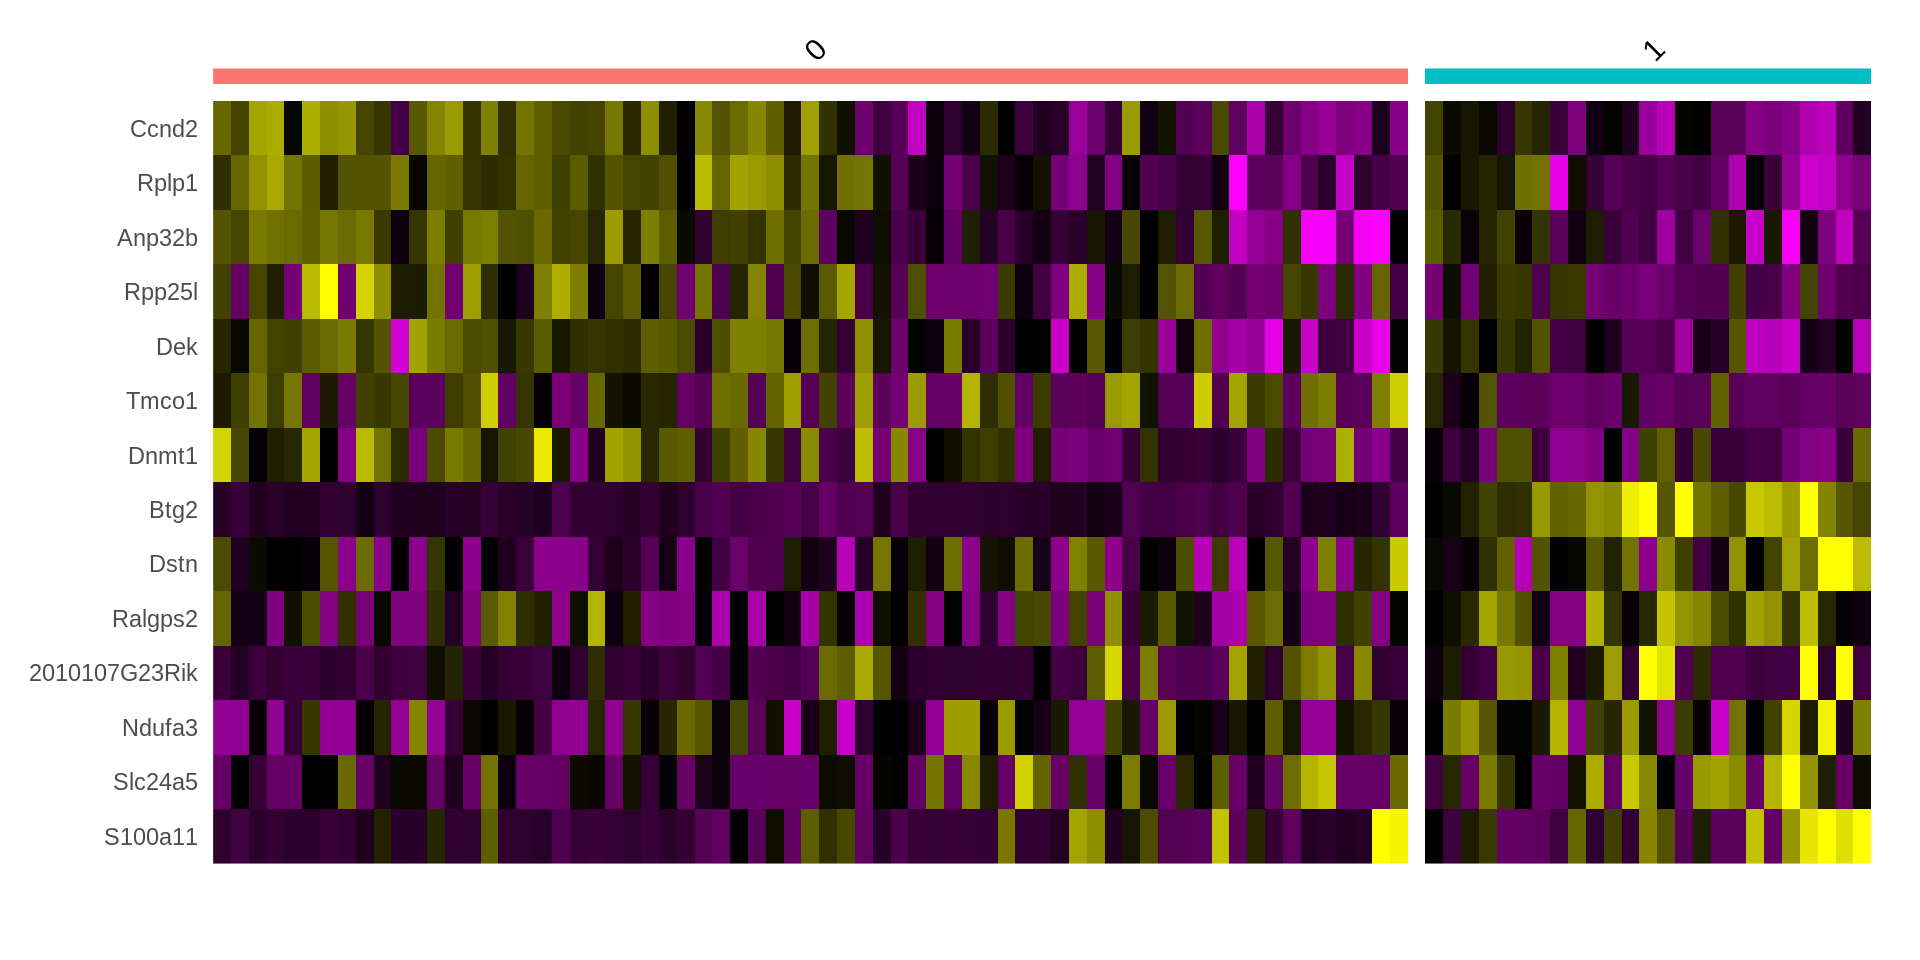 0
1
Ccnd2
Rplp1
Anp32b
Rpp25l
Dek
Tmco1
Dnmt1
Btg2
Dstn
Ralgps2
2010107G23Rik
Ndufa3
Slc24a5
S100a11